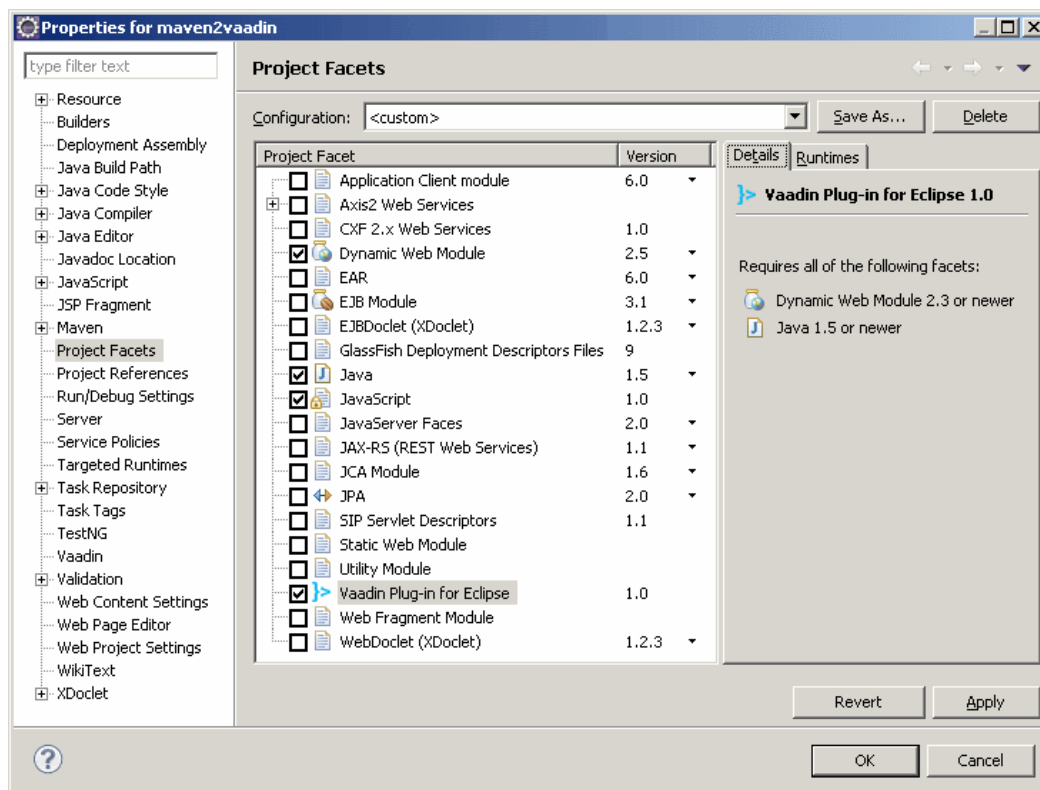 Properties for maven2vaadin
type filter text
Project Facets
Resource
Builders
Deployment Assembly
Java Build Path
Java Code Style
Java Compiler
Java Editor
Javadoc Location
JavaScript
JSP Fragment
Maven
Project Facets
Project References
Run/Debug Settings
Server
Service Policies
Targeted Runtimes
Task Repository
Task Tags
TestNG
Vaadin
Validation
Web Content Settings
Web Page Editor
Web Project Settings
WikiText
XDoclet
Configuration: <custom> Save As... Delete
Project Facet Version
Application Client module 6.0
Axis2 Web Services
CXF 2.x Web Services 1.0
Dynamic Web Module 2.5
EAR 6.0
EJB Module 3.1
EJBDoclet (XDoclet) 1.2.3
GlassFish Deployment Descriptors Files 9
Java 1.5
JavaScript 1.0
JavaServer Faces 2.0
JAX-RS (REST Web Services) 1.1
JCA Module 1.6
JPA 2.0
SIP Servlet Descriptors 1.1
Static Web Module
Utility Module
Vaadin Plug-in for Eclipse 1.0
Web Fragment Module
WebDoclet (XDoclet) 1.2.3
Details Runtimes
Vaadin Plug-in for Eclipse 1.0
Requires all of the following facets:
Dynamic Web Module 2.3 or newer
Java 1.5 or newer
Revert Apply
OK Cancel